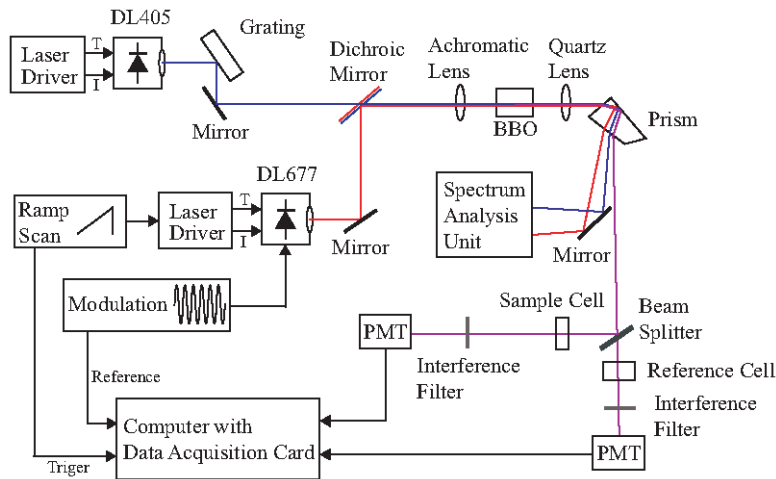 DL405
Grating
Laser
Driver
T
I
Mirror
Dichroic
Mirror
Achromatic
Lens
Quartz
Lens
BBO
Prism
DL677
Ramp
Scan
Laser
Driver
T
I
Mirror
Spectrum
Analysis
Unit
Mirror
Modulation
Sample Cell
Beam
Splitter
PMT
Interference
Filter
Reference Cell
Reference
Interference
Filter
Computer with
Data Acquisition Card
Triger
PMT